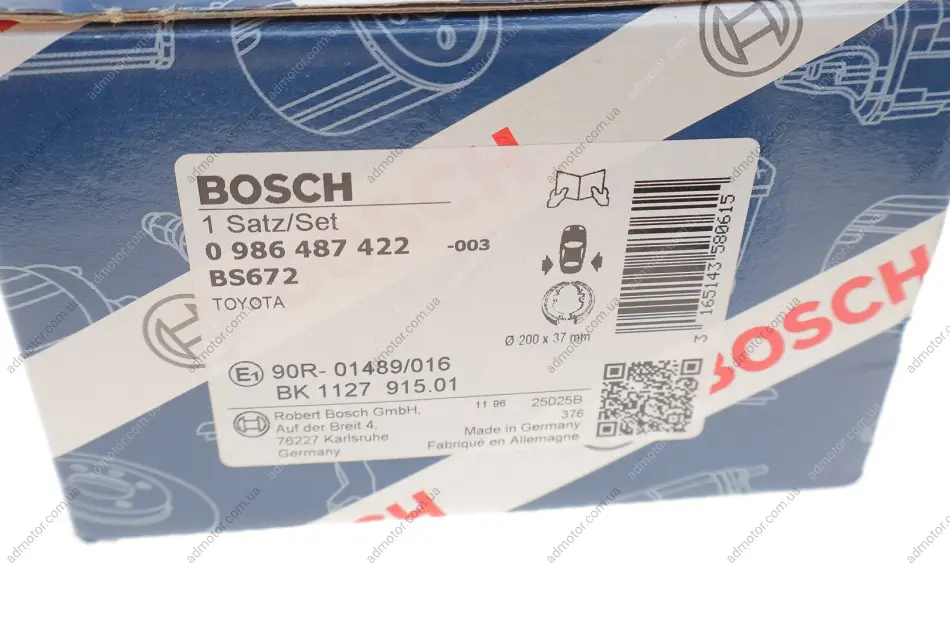 BOSCH
1 Satz/Set
0 986 487 422 -003
BS672
TOYOTA
Ø 200 x 37 mm
3 165143 580615
E1 90R- 01489/016
BK 1127 915.01
Robert Bosch GmbH,
Auf der Breit 4,
76227 Karlsruhe
Germany
11 96 25025B
376
Made in Germany
Fabriqué en Allemagne
BOSCH
CH
admotor.com.ua